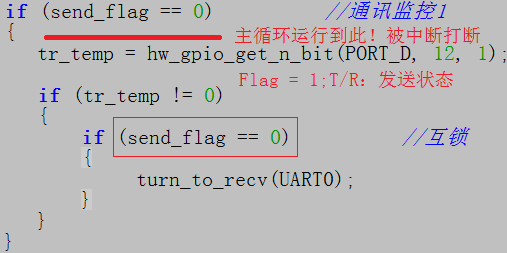 if (send_flag == 0) //通讯监控1
{ 主循环运行到此！被中断打断
tr_temp = hw_gpio_get_n_bit(PORT_D, 12, 1);
if (tr_temp != 0) Flag = 1;T/R：发送状态
{
if (send_flag == 0) //互锁
{
turn_to_recv(UART0);
}
}
}